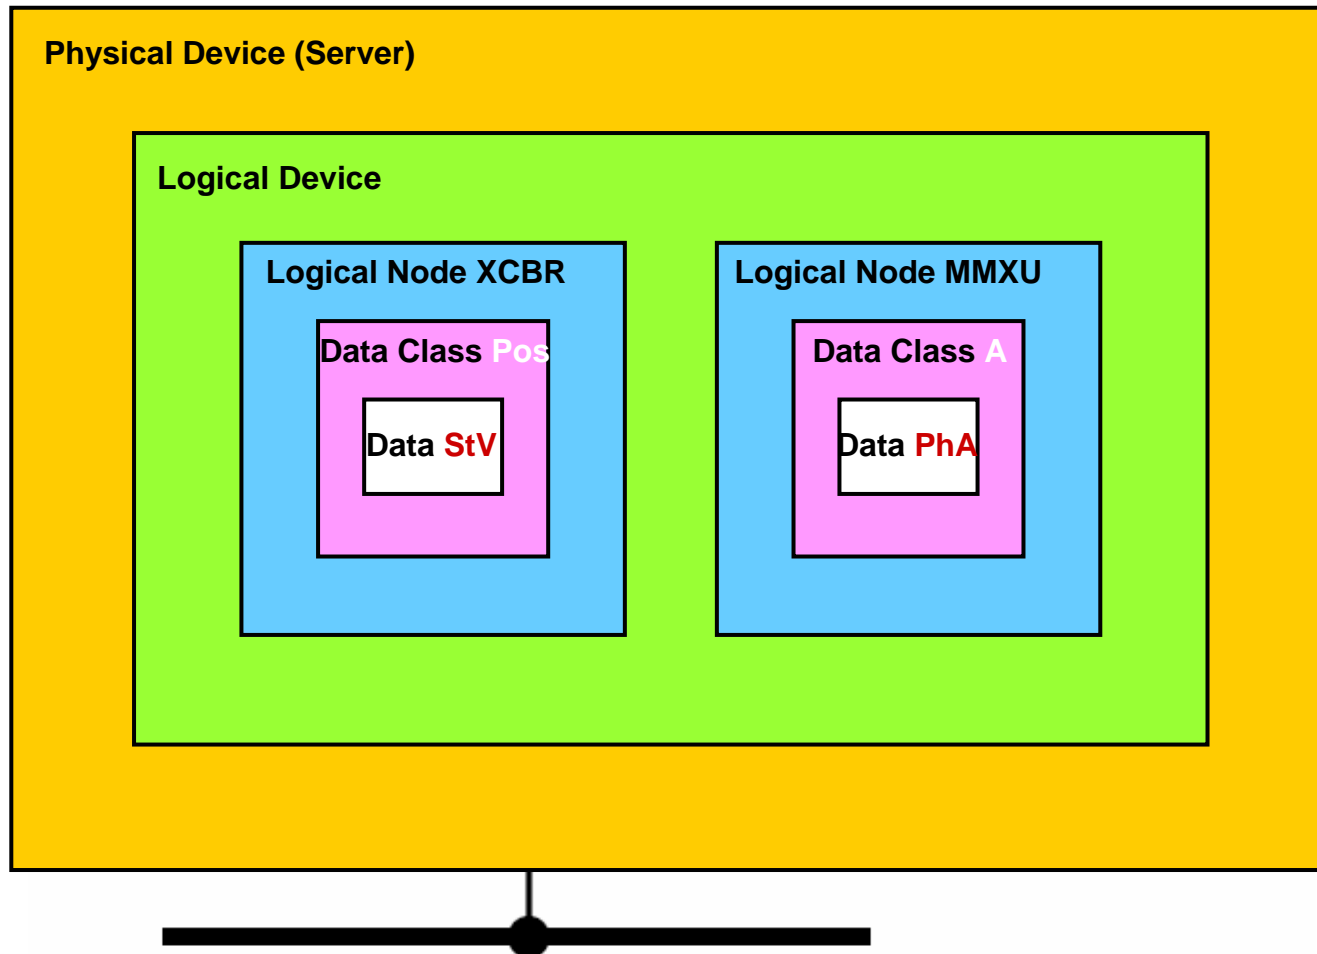 Physical Device (Server)
Logical Device
Logical Node XCBR
Data Class Pos
Data StV
Logical Node MMXU
Data Class A
Data PhA